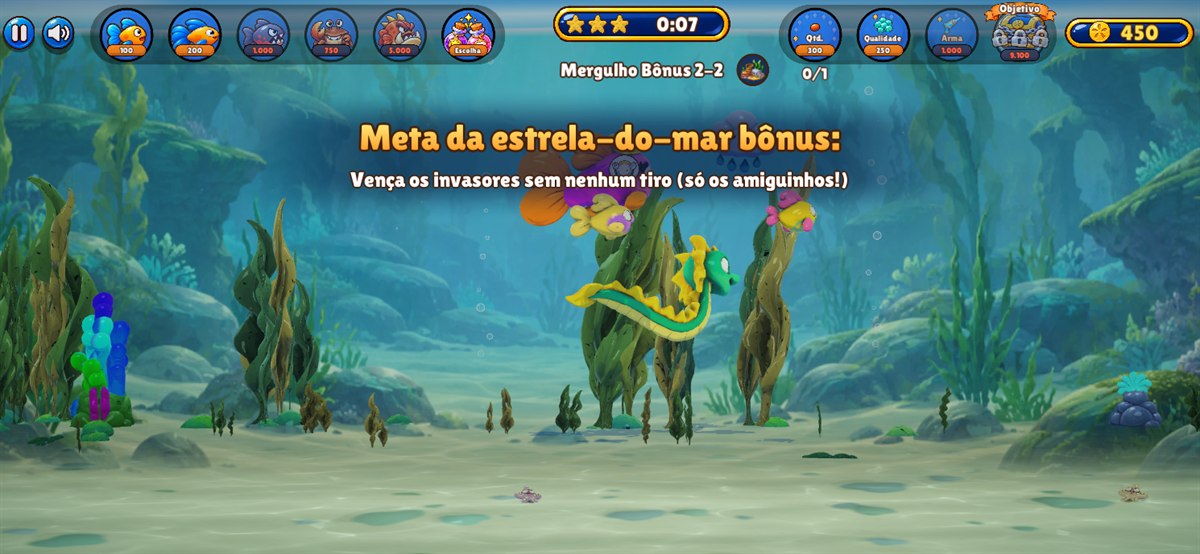 100
200
1.000
750
5.000
Escolha
0:07
Qtd.
300
Qualidade
250
Arma
1.000
Objetivo
9.100
450
Mergulho Bônus 2-2
0/1
Meta da estrela-do-mar bônus:
Vença os invasores sem nenhum tiro (só os amiguinhos!)